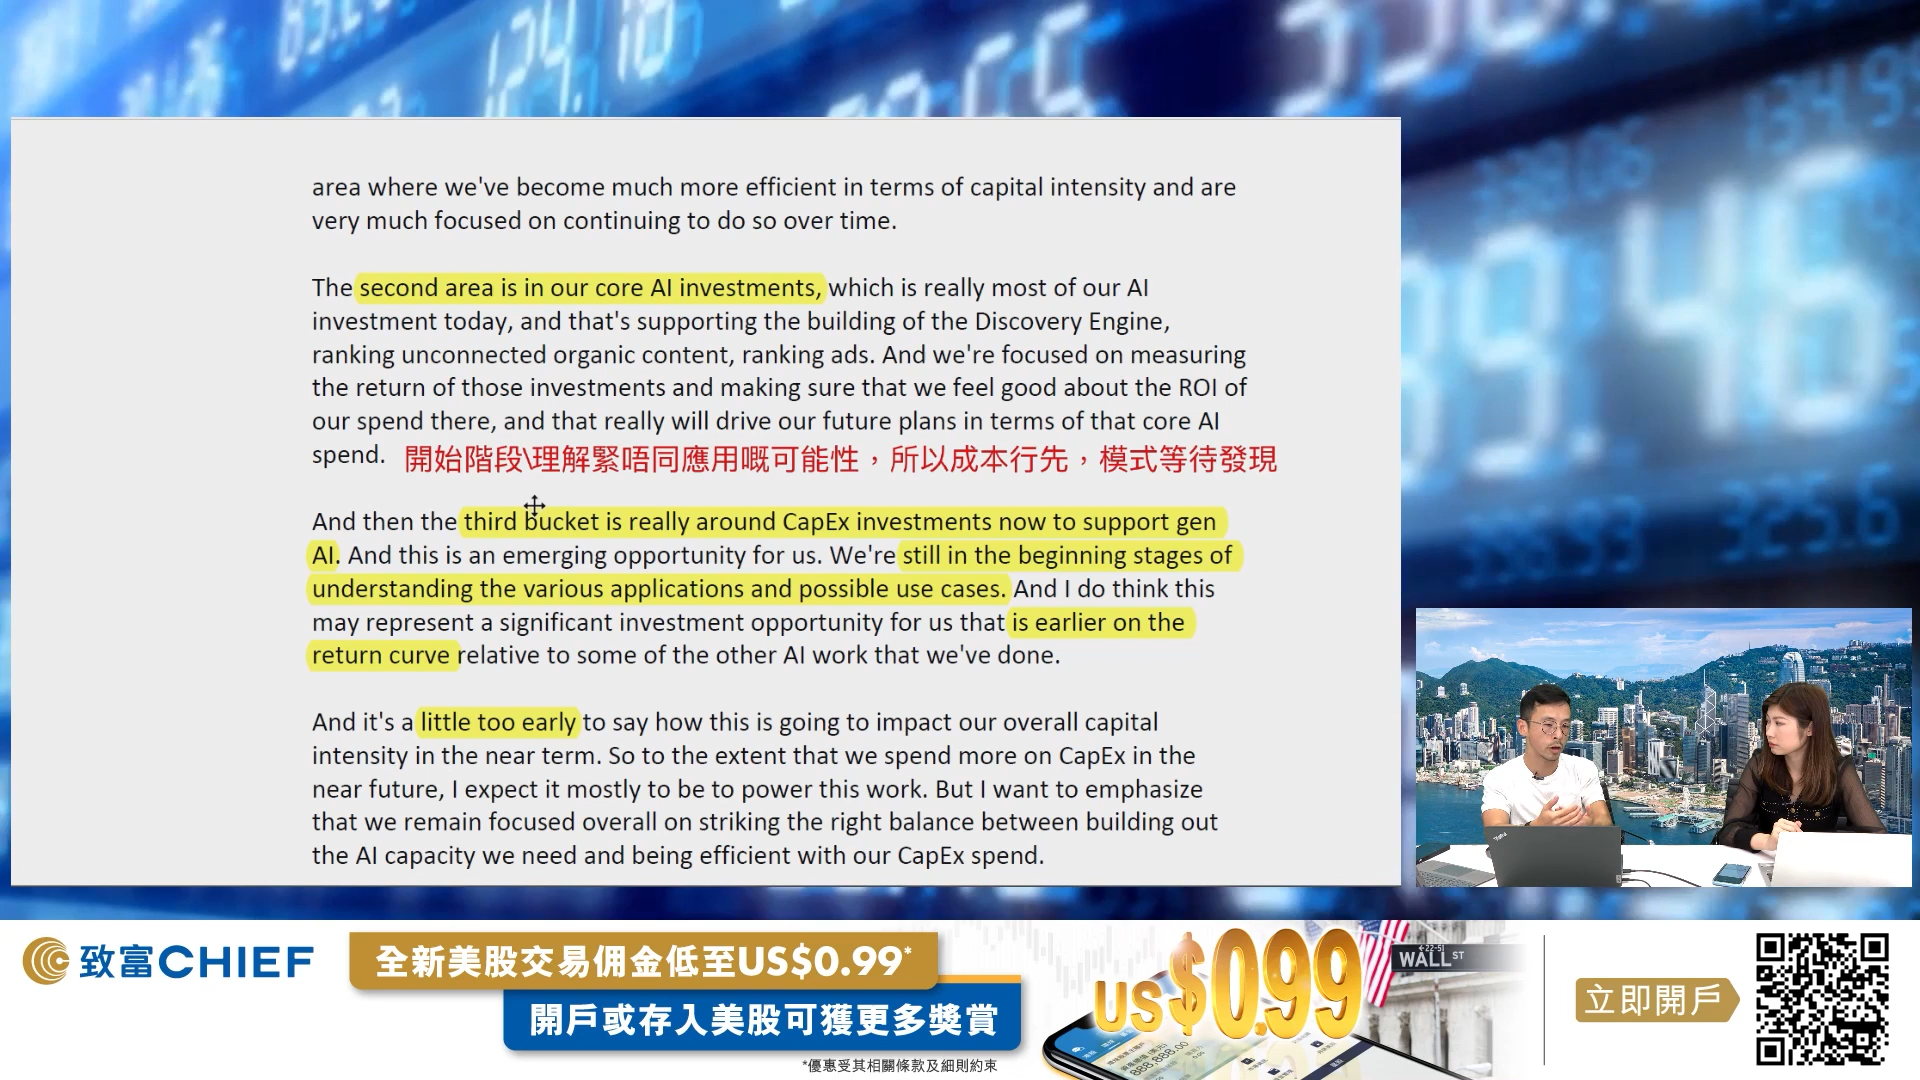 area where we've become much more efficient in terms of capital intensity and are
very much focused on continuing to do so over time.
The second area is in our core AI investments, which is really most of our AI
investment today, and that's supporting the building of the Discovery Engine,
ranking unconnected organic content, ranking ads. And we're focused on measuring
the return of those investments and making sure that we feel good about the ROI of
our spend there, and that really will drive our future plans in terms of that core AI
spend. 開始階段\理解緊唔同應用嘅可能性，所以成本行先，模式等待發現
And then the third bucket is really around CapEx investments now to support gen
AI. And this is an emerging opportunity for us. We're still in the beginning stages of
understanding the various applications and possible use cases. And I do think this
may represent a significant investment opportunity for us that is earlier on the
return curve relative to some of the other AI work that we've done.
And it's a little too early to say how this is going to impact our overall capital
intensity in the near term. So to the extent that we spend more on CapEx in the
near future, I expect it mostly to be to power this work. But I want to emphasize
that we remain focused overall on striking the right balance between building out
the AI capacity we need and being efficient with our CapEx spend.
致富CHIEF
全新美股交易佣金低至US$0.99*
開戶或存入美股可獲更多獎賞
*優惠受其相關條款及細則約束
US$0.99
WALL ST
888,888.00
立即開戶